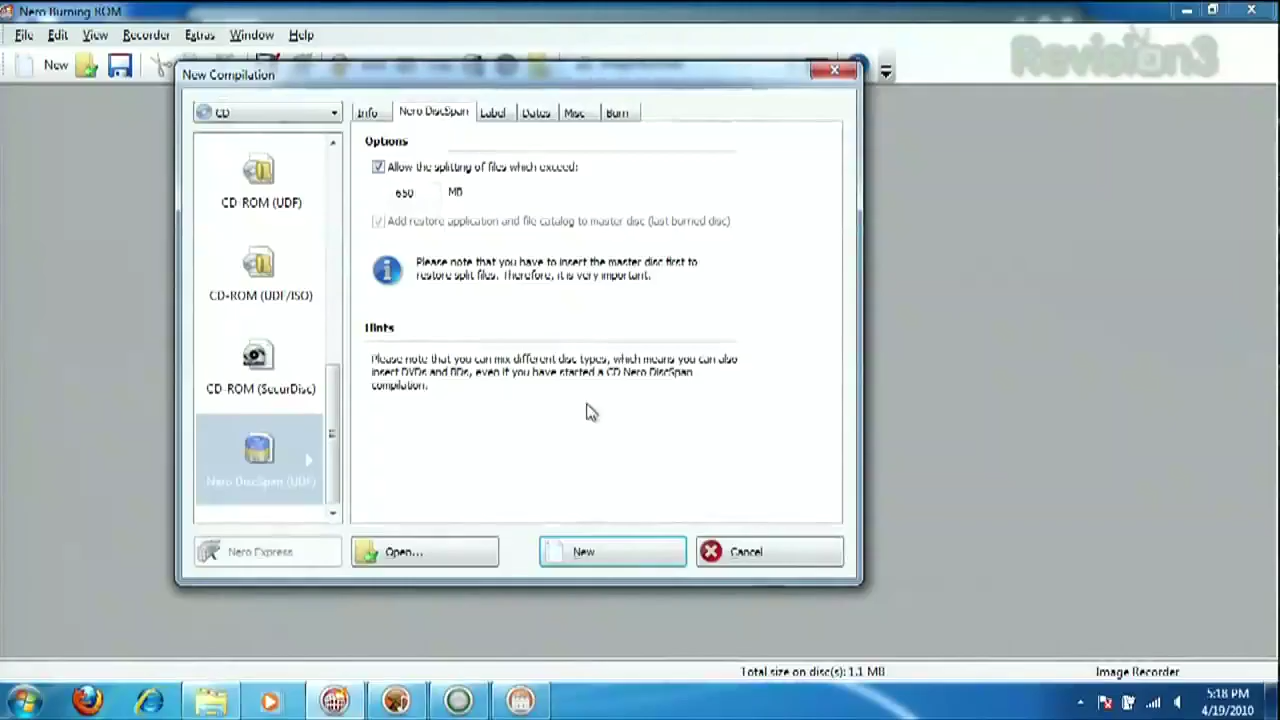 Nero Burning ROM
File Edit View Recorder Extras Window Help
Revision3
New
New Compilation
CD
Info Nero DiscSpan Label Dates Misc Burn
Options
Allow the splitting of files which exceed:
650 MB
Add restore application and file catalog to master disc (last burned disc)
Please note that you have to insert the master disc first to
restore split files. Therefore, it is very important.
Hints
Please note that you can mix different disc types, which means you can also
insert DVDs and BDs, even if you have started a CD Nero DiscSpan
compilation.
CD-ROM (UDF)
CD-ROM (UDF/ISO)
CD-ROM (SecurDisc)
Nero DiscSpan (UDF)
Nero Express
Open...
New
Cancel
Total size on disc(s): 1.1 MB
Image Recorder
5:18 PM
4/19/2010